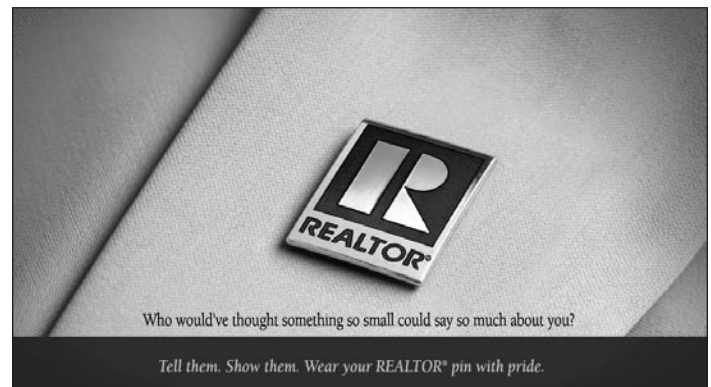 R
REALTOR®
Who would've thought something so small could say so much about you?
Tell them. Show them. Wear your REALTOR® pin with pride.